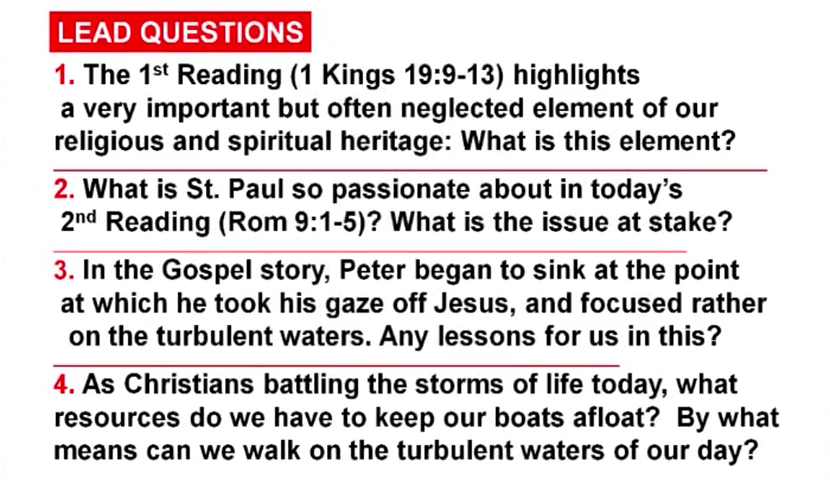 LEAD QUESTIONS
1. The 1st Reading (1 Kings 19:9-13) highlights
a very important but often neglected element of our
religious and spiritual heritage: What is this element?
2. What is St. Paul so passionate about in today's
2nd Reading (Rom 9:1-5)? What is the issue at stake?
3. In the Gospel story, Peter began to sink at the point
at which he took his gaze off Jesus, and focused rather
on the turbulent waters. Any lessons for us in this?
4. As Christians battling the storms of life today, what
resources do we have to keep our boats afloat? By what
means can we walk on the turbulent waters of our day?